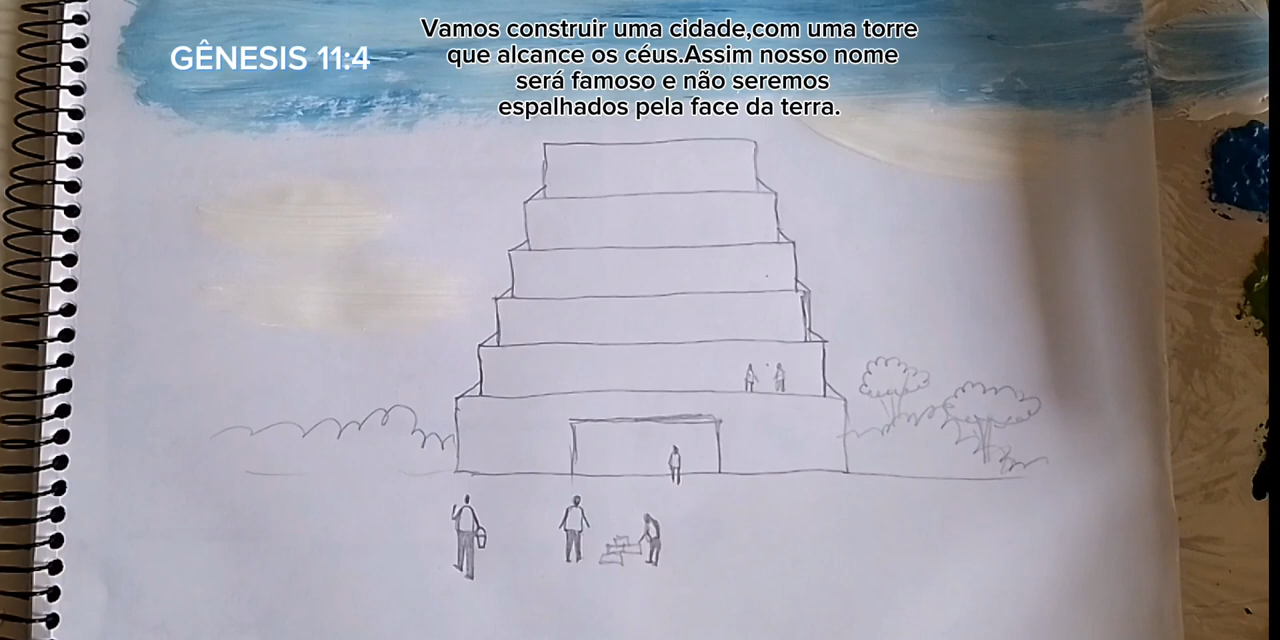 GÊNESIS 11:4
Vamos construir uma cidade,com uma torre
que alcance os céus.Assim nosso nome
será famoso e não seremos
espalhados pela face da terra.